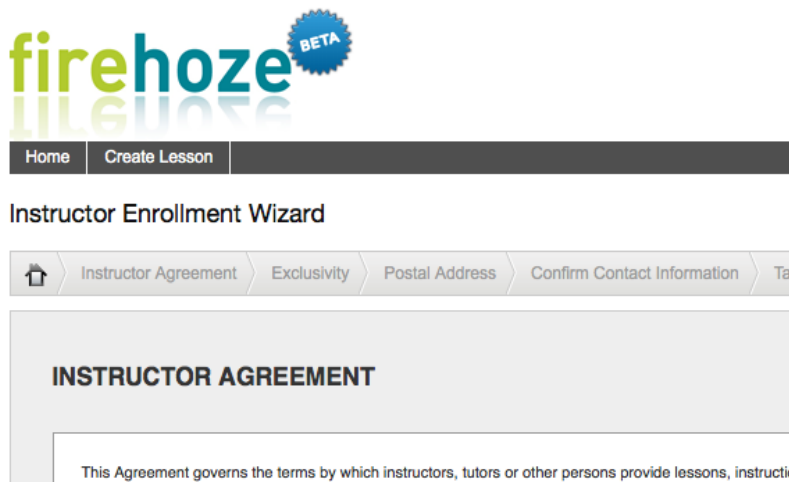 firehoze BETA
Home Create Lesson
Instructor Enrollment Wizard
Instructor Agreement Exclusivity Postal Address Confirm Contact Information
INSTRUCTOR AGREEMENT
This Agreement governs the terms by which instructors, tutors or other persons provide lessons,